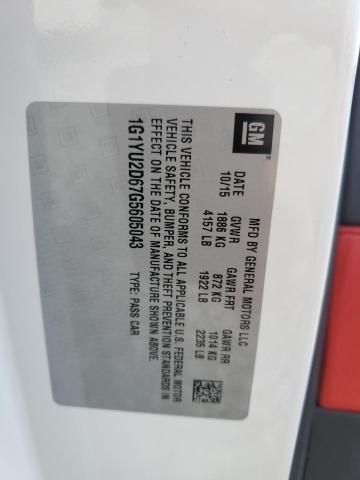 GM
MFD BY GENERAL MOTORS LLC
DATE GVWR GAWR FRT GAWR RR
10/15 1886 KG 872 KG 1014 KG
4157 LB 1922 LB 2235 LB
THIS VEHICLE CONFORMS TO ALL APPLICABLE U.S. FEDERAL MOTOR
VEHICLE SAFETY, BUMPER, AND THEFT PREVENTION STANDARDS IN
EFFECT ON THE DATE OF MANUFACTURE SHOWN ABOVE.
1G1YU2D67G5605043 TYPE: PASS CAR